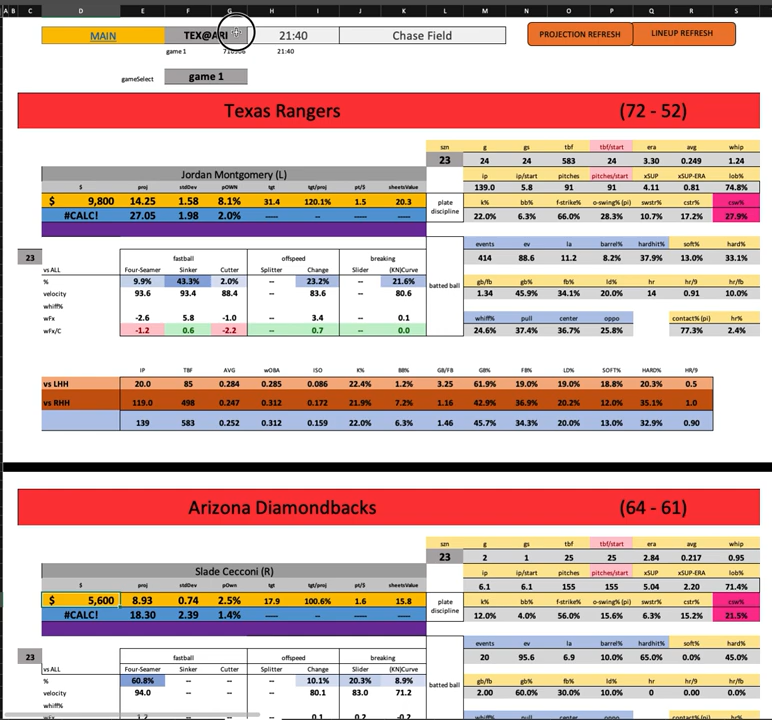 A B C D E F G H I J K L M N O P Q R S
MAIN TEX@ARI 21:40 Chase Field PROJECTION REFRESH LINEUP REFRESH
game 1 21:40
gameSelect game 1
Texas Rangers (72 - 52)
szn g gs tbf tbf/start era avg whip
23 24 24 583 24 3.30 0.249 1.24
Jordan Montgomery (L) ip ip/start pitches pitches/start xSUP xSUP-ERA lob%
$ proj stdDev pOWN tgt tgt/proj pt/$ sheetsValue 139.0 5.8 91 91 4.11 0.81 74.8%
$ 9,800 14.25 1.58 8.1% 31.4 120.1% 1.5 20.3 plate discipline k% bb% f-strike% o-swing% (pi) swstr% cstr% csw%
#CALC! 27.05 1.98 2.0% -- -- -- -- 22.0% 6.3% 66.0% 28.3% 10.7% 17.2% 27.9%
events ev la barrel% hardhit% soft% hard%
23 fastball offspeed breaking 414 88.6 11.2 8.2% 37.9% 13.0% 33.1%
vs ALL Four-Seamer Sinker Cutter Splitter Change Slider (KN)Curve
% 9.9% 43.3% 2.0% -- 23.2% -- 21.6% batted ball gb/fb gb% fb% ld% hr hr/9 hr/fb
velocity 93.6 93.4 88.4 -- 83.6 -- 80.6 1.34 45.9% 34.1% 20.0% 14 0.91 10.0%
whiff%
wFx -2.6 5.8 -1.0 -- 3.4 -- 0.1 whiff% pull center oppo contact% (pi) hr%
wFx/C -1.2 0.6 -2.2 -- 0.7 -- 0.0 24.6% 37.4% 36.7% 25.8% 77.3% 2.4%
IP TBF AVG wOBA ISO K% BB% GB/FB GB% FB% LD% SOFT% HARD% HR/9
vs LHH 20.0 85 0.284 0.285 0.086 22.4% 1.2% 3.25 61.9% 19.0% 19.0% 18.8% 20.3% 0.5
vs RHH 119.0 498 0.247 0.312 0.172 21.9% 7.2% 1.16 42.9% 36.9% 20.2% 12.0% 35.1% 1.0
139 583 0.252 0.312 0.159 22.0% 6.3% 1.46 45.7% 34.3% 20.0% 13.0% 32.9% 0.90
Arizona Diamondbacks (64 - 61)
szn g gs tbf tbf/start era avg whip
23 2 1 25 25 2.84 0.217 0.95
Slade Cecconi (R) ip ip/start pitches pitches/start xSUP xSUP-ERA lob%
$ proj stdDev pOwn tgt tgt/proj pt/$ sheetsValue 6.1 6.1 155 155 5.04 2.20 71.4%
$ 5,600 8.93 0.74 2.5% 17.9 100.6% 1.6 15.8 plate discipline k% bb% f-strike% o-swing% (pi) swstr% cstr% csw%
#CALC! 18.30 2.39 1.4% -- -- -- -- 12.0% 4.0% 56.0% 15.6% 6.3% 15.2% 21.5%
events ev la barrel% hardhit% soft% hard%
23 fastball offspeed breaking 20 95.6 6.9 10.0% 65.0% 0.0% 45.0%
vs ALL Four-Seamer Sinker Cutter Splitter Change Slider (KN)Curve
% 60.8% -- -- -- 10.1% 20.3% 8.9% batted ball gb/fb gb% fb% ld% hr hr/9 hr/fb
velocity 94.0 -- -- -- 80.1 83.0 71.2 2.00 60.0% 30.0% 10.0% 0 0.00 0.0%
whiff%
wFx 1.2 -- -- -- 0.1 0.2 -0.2 whiff% pull center oppo contact% (pi) hr%